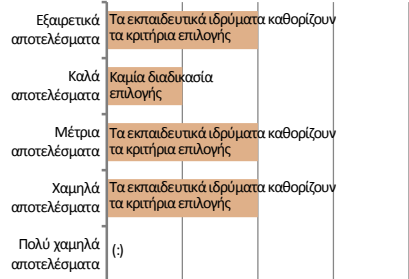 Εξαιρετικά
αποτελέσματα
Τα εκπαιδευτικά ιδρύματα καθορίζουν
τα κριτήρια επιλογής
Καλά
αποτελέσματα
Καμία διαδικασία
επιλογής
Μέτρια
αποτελέσματα
Τα εκπαιδευτικά ιδρύματα καθορίζουν
τα κριτήρια επιλογής
Χαμηλά
αποτελέσματα
Τα εκπαιδευτικά ιδρύματα καθορίζουν
τα κριτήρια επιλογής
Πολύ χαμηλά
αποτελέσματα
(:)